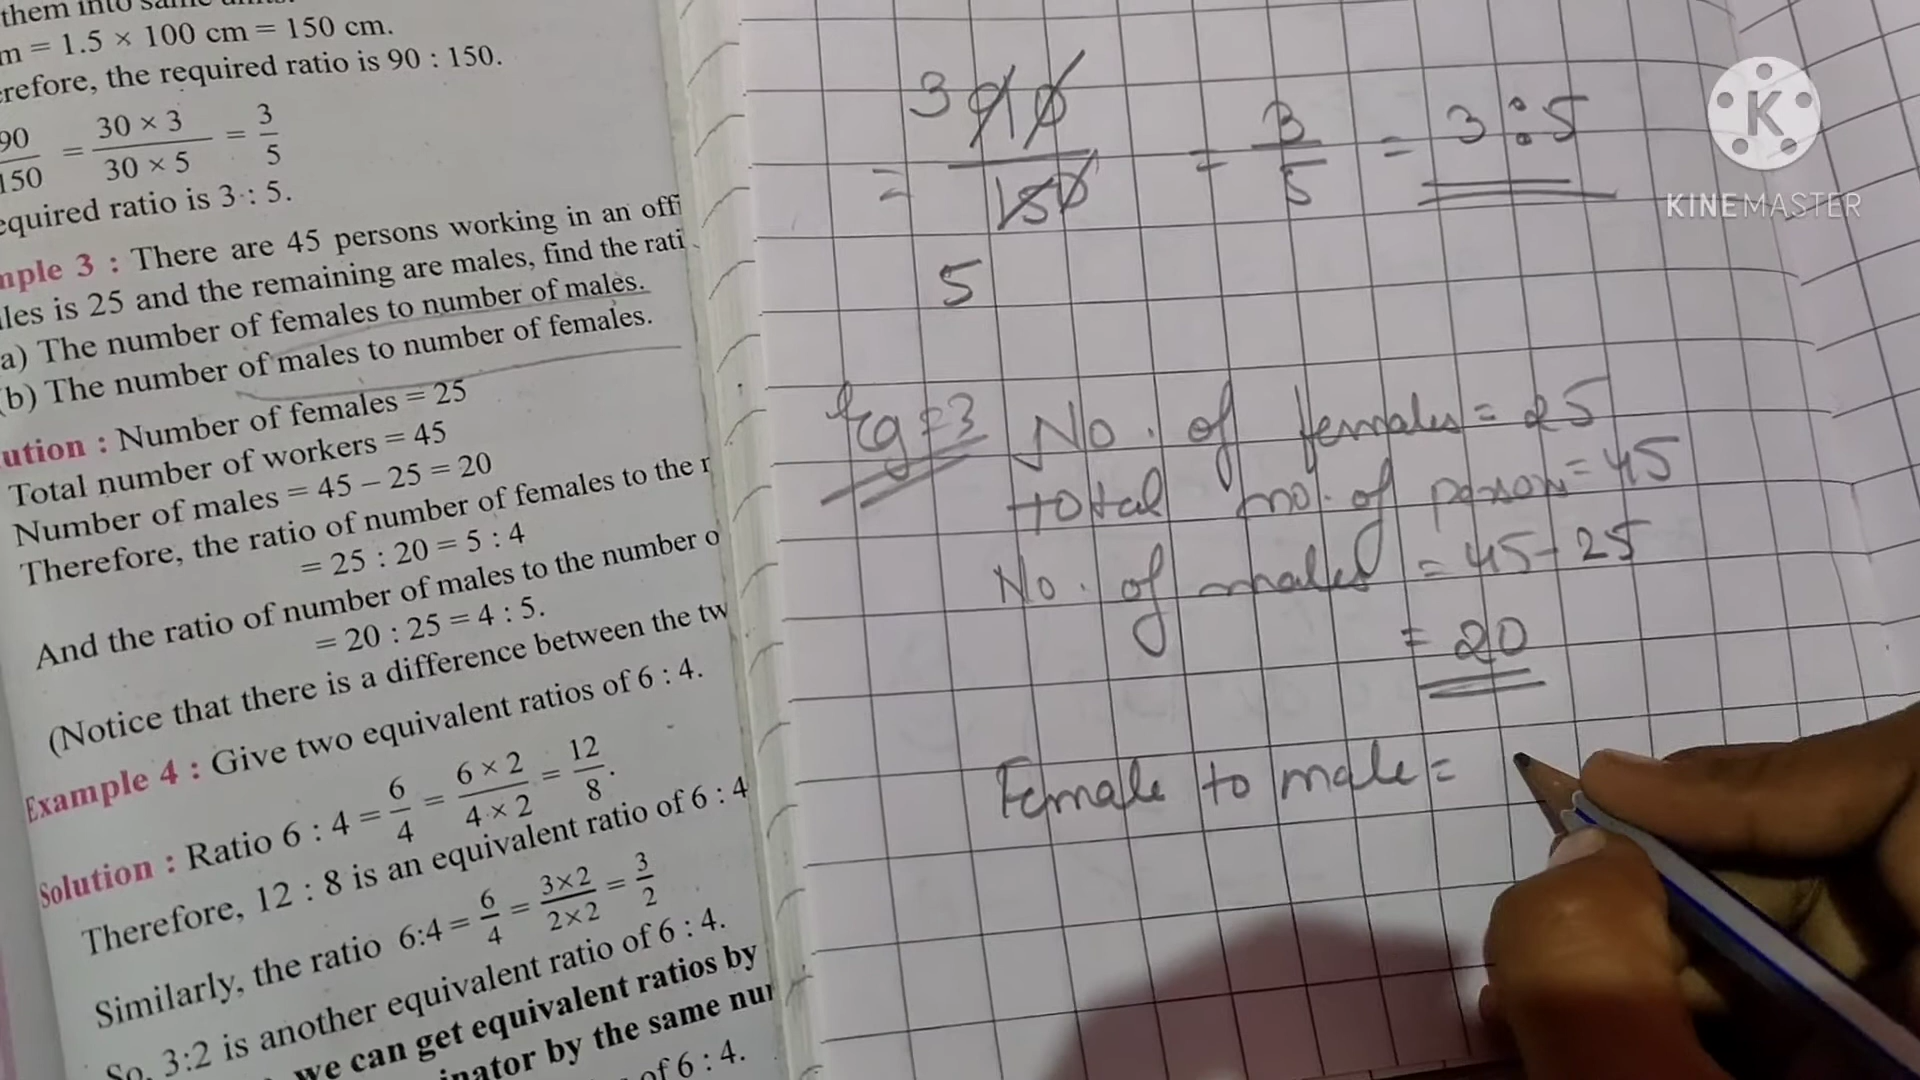 them into same
m = 1.5 × 100 cm = 150 cm.
refore, the required ratio is 90 : 150.
90/150 = 30 × 3/30 × 5 = 3/5
equired ratio is 3 : 5.
mple 3 : There are 45 persons working in an offi
les is 25 and the remaining are males, find the rati
a) The number of females to number of males.
(b) The number of males to number of females.
ution : Number of females = 25
Total number of workers = 45
Number of males = 45 – 25 = 20
Therefore, the ratio of number of females to the r
= 25 : 20 = 5 : 4
And the ratio of number of males to the number o
= 20 : 25 = 4 : 5.
(Notice that there is a difference between the tw
Example 4 : Give two equivalent ratios of 6 : 4.
Solution : Ratio 6 : 4 = 6/4 = 6 × 2/4 × 2 = 12/8.
Therefore, 12 : 8 is an equivalent ratio of 6 : 4
Similarly, the ratio 6:4 = 6/4 = 3×2/2×2 = 3/2
So, 3:2 is another equivalent ratio of 6 : 4.
we can get equivalent ratios by
inator by the same nu
of 6 : 4.
3 90
= 150 = 3/5 = 3 : 5
5
No. of females = 25
total no. of person = 45
No. of males = 45 - 25
= 20
Female to male =
K
KINEMASTER